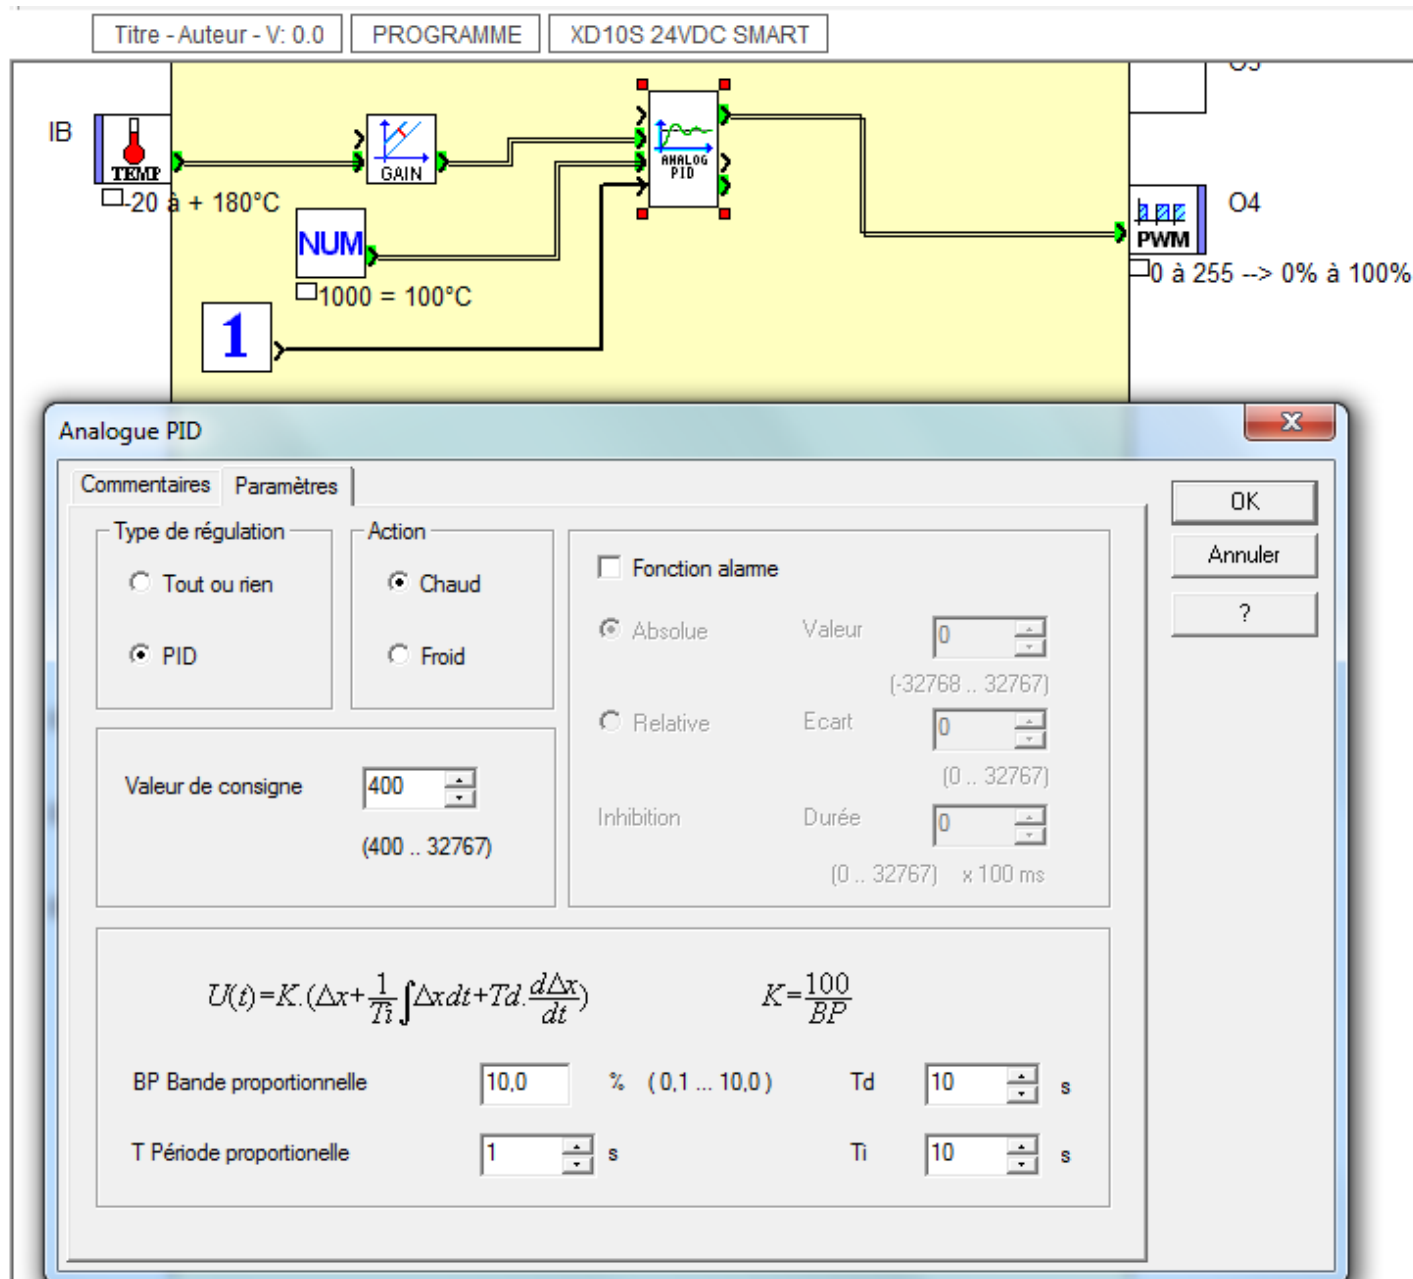 Titre - Auteur - V: 0.0 PROGRAMME XD10S 24VDC SMART
IB
TEMP
-20 à + 180°C
GAIN
ANALOG
PID
NUM
1000 = 100°C
1
O4
PWM
0 à 255 --> 0% à 100%
Analogue PID
Commentaires Paramètres
Type de régulation
Tout ou rien
PID
Action
Chaud
Froid
Fonction alarme
Absolue Valeur 0
(-32768 .. 32767)
Relative Ecart 0
(0 .. 32767)
Inhibition Durée 0
(0 .. 32767) x 100 ms
OK
Annuler
?
Valeur de consigne 400
(400 .. 32767)
U(t)=K.(Δx+1/Ti∫Δxdt+Td.dΔx/dt) K=100/BP
BP Bande proportionnelle 10,0 % ( 0,1 ... 10,0 ) Td 10 s
T Période proportionelle 1 s Ti 10 s